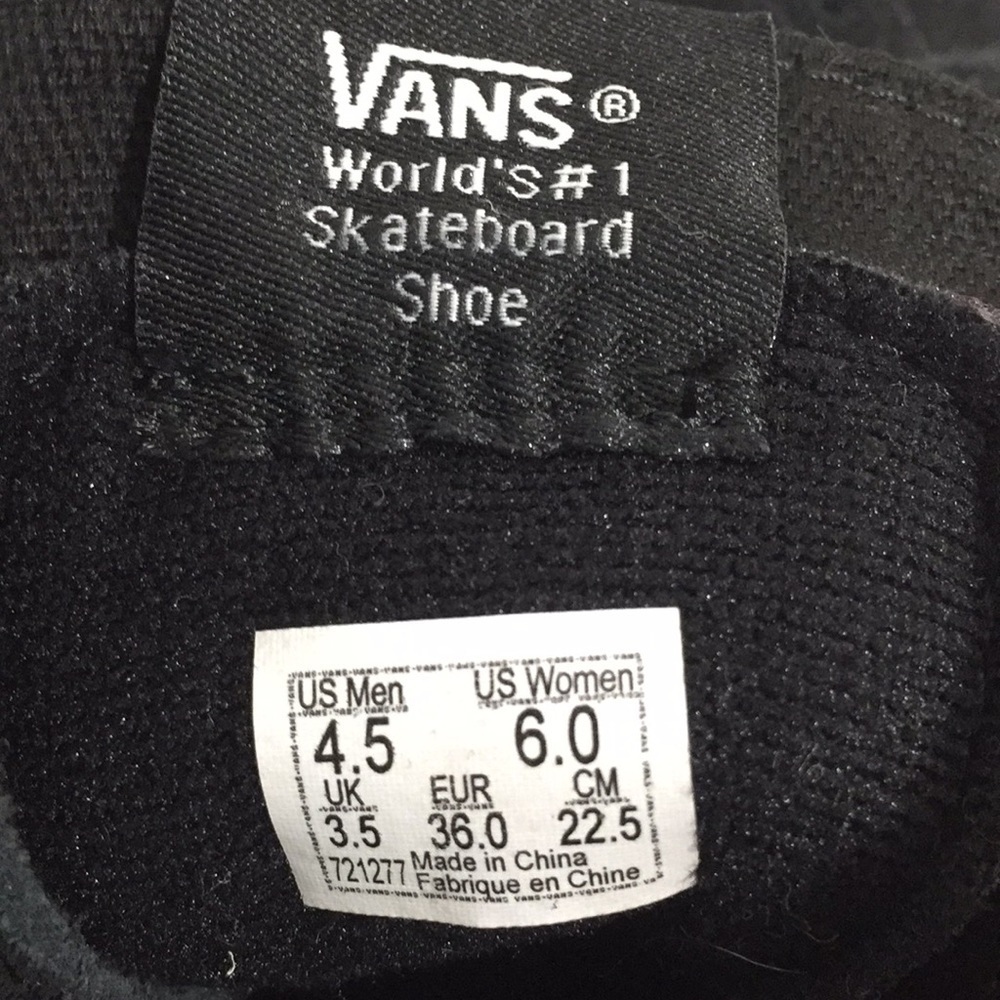 VANS®
World's #1
Skateboard
Shoe
US Men US Women
4.5 6.0
UK EUR CM
3.5 36.0 22.5
721277 Made in China
Fabrique en Chine